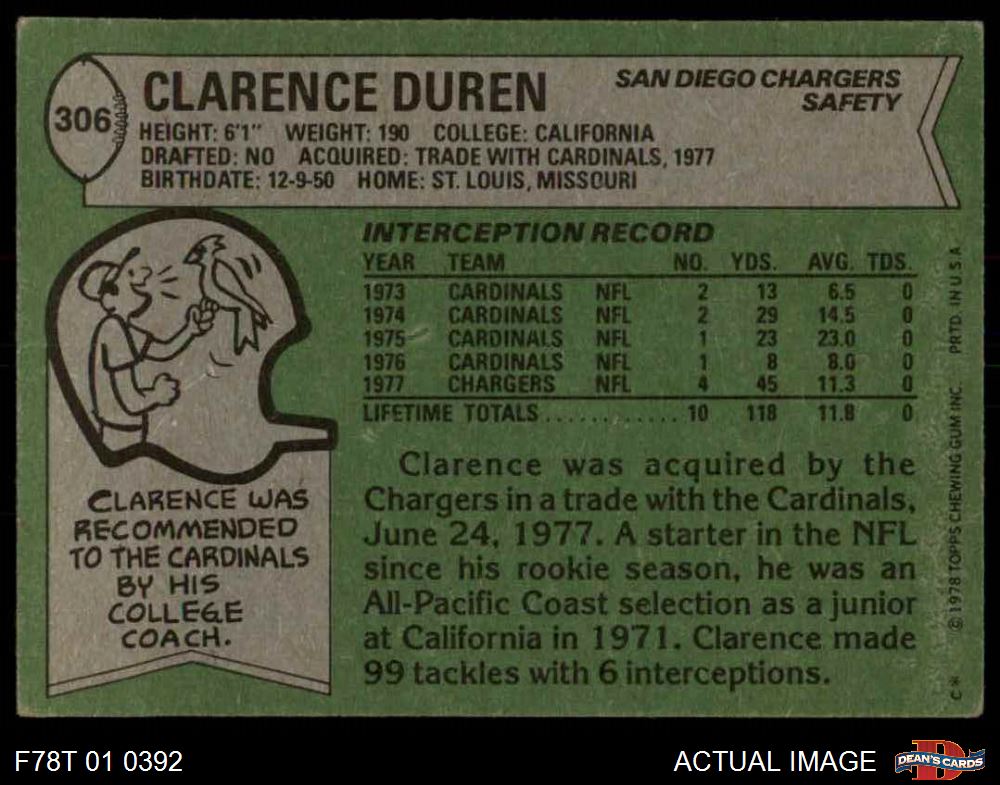 306
CLARENCE DUREN
SAN DIEGO CHARGERS
SAFETY
HEIGHT: 6'1" WEIGHT: 190 COLLEGE: CALIFORNIA
DRAFTED: NO ACQUIRED: TRADE WITH CARDINALS, 1977
BIRTHDATE: 12-9-50 HOME: ST. LOUIS, MISSOURI
INTERCEPTION RECORD
YEAR TEAM NO. YDS. AVG. TDS.
1973 CARDINALS NFL 2 13 6.5 0
1974 CARDINALS NFL 2 29 14.5 0
1975 CARDINALS NFL 1 23 23.0 0
1976 CARDINALS NFL 1 8 8.0 0
1977 CHARGERS NFL 4 45 11.3 0
LIFETIME TOTALS............ 10 118 11.8 0
CLARENCE WAS
RECOMMENDED
TO THE CARDINALS
BY HIS
COLLEGE
COACH.
Clarence was acquired by the
Chargers in a trade with the Cardinals,
June 24, 1977. A starter in the NFL
since his rookie season, he was an
All-Pacific Coast selection as a junior
at California in 1971. Clarence made
99 tackles with 6 interceptions.
C* © 1978 TOPPS CHEWING GUM INC. PRTD. IN U.S.A
F78T 01 0392
ACTUAL IMAGE
DEAN'S CARDS